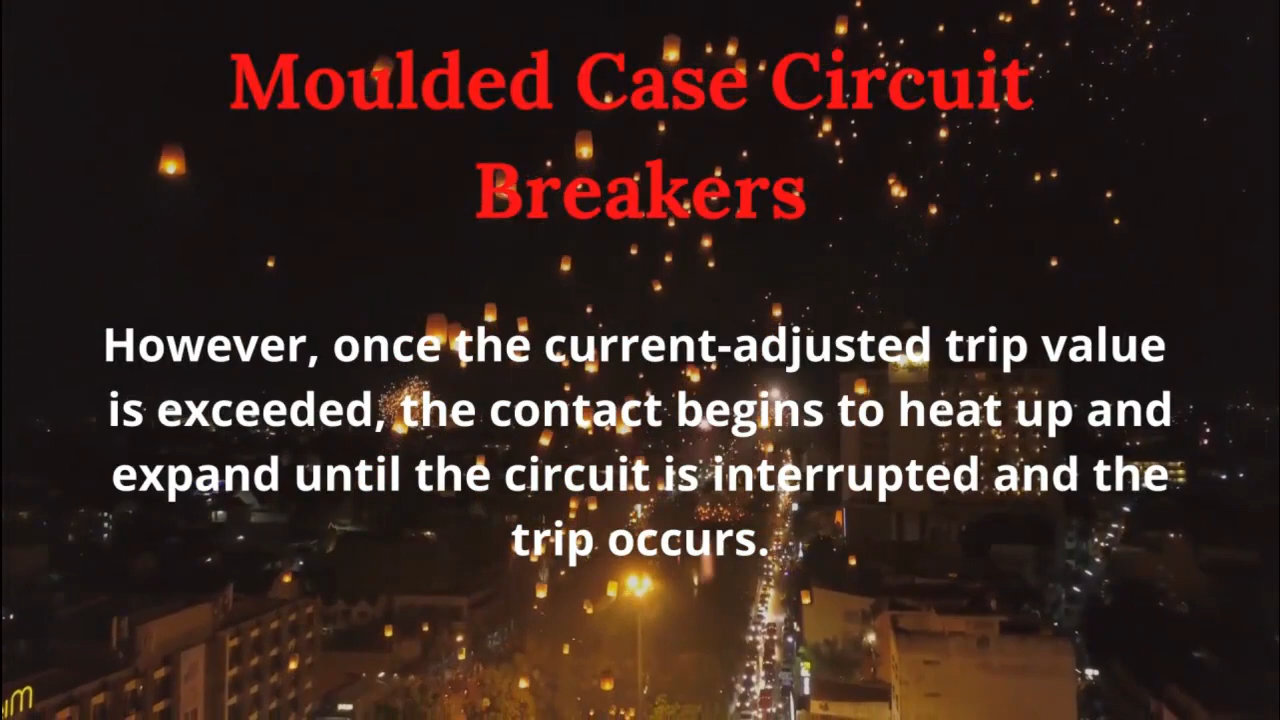 Moulded Case Circuit
Breakers
However, once the current-adjusted trip value
is exceeded, the contact begins to heat up and
expand until the circuit is interrupted and the
trip occurs.